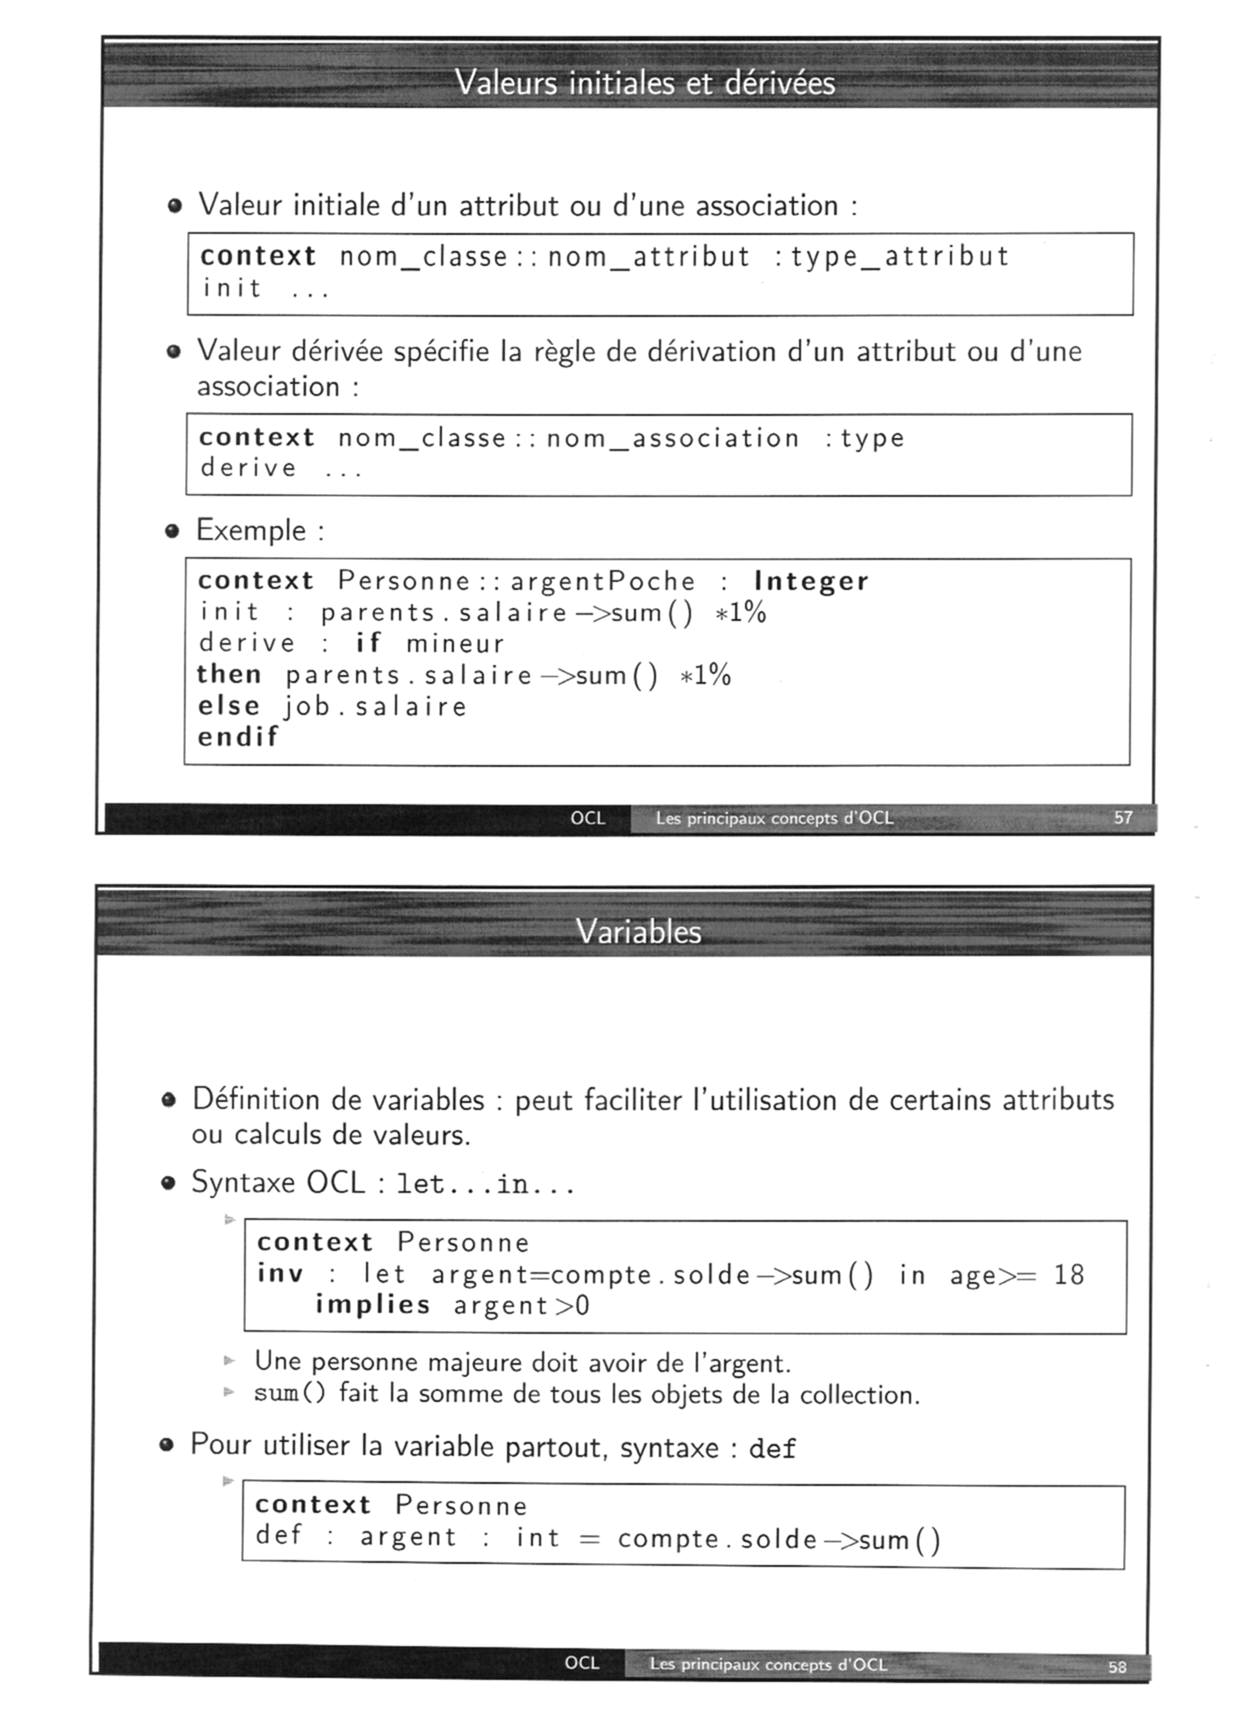 Valeurs initiales et dérivées
Valeur initiale d'un attribut ou d'une association :
context nom_classe::nom_attribut :type_attribut
init ...
Valeur dérivée spécifie la règle de dérivation d'un attribut ou d'une
association :
context nom_classe::nom_association :type
derive ...
Exemple :
context Personne::argentPoche : Integer
init : parents.salaire->sum() *1%
derive : if mineur
then parents.salaire->sum() *1%
else job.salaire
endif
OCL Les principaux concepts d'OCL 57
Variables
Définition de variables : peut faciliter l'utilisation de certains attributs
ou calculs de valeurs.
Syntaxe OCL : let...in...
context Personne
inv : let argent=compte.solde->sum() in age>= 18
implies argent>0
Une personne majeure doit avoir de l'argent.
sum() fait la somme de tous les objets de la collection.
Pour utiliser la variable partout, syntaxe : def
context Personne
def : argent : int = compte.solde->sum()
OCL Les principaux concepts d'OCL 58